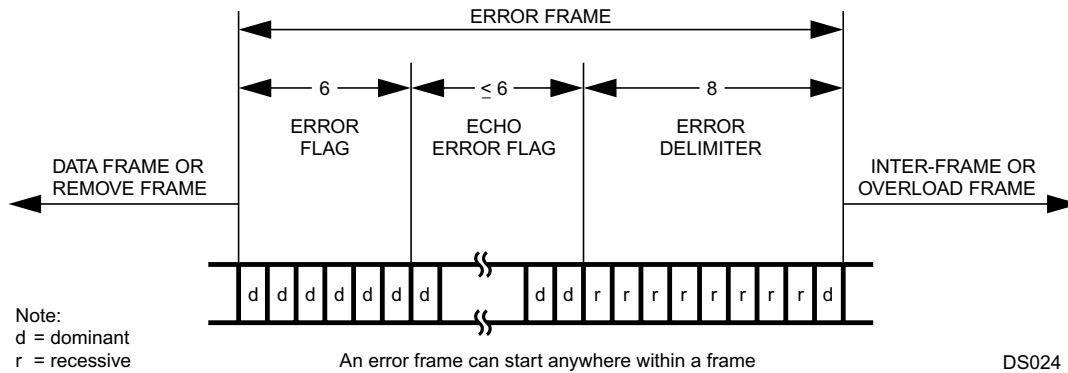 ERROR FRAME
6
≤ 6
8
ERROR
FLAG
ECHO
ERROR FLAG
ERROR
DELIMITER
DATA FRAME OR
REMOVE FRAME
INTER-FRAME OR
OVERLOAD FRAME
d d d d d d d d d r r r r r r r r d
Note:
d = dominant
r = recessive
An error frame can start anywhere within a frame
DS024